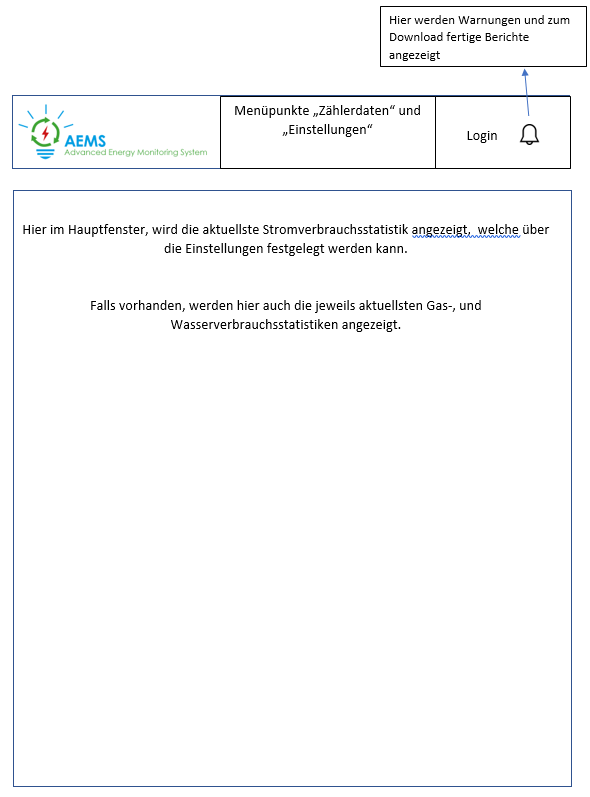 Hier werden Warnungen und zum
Download fertige Berichte
angezeigt
AEMS
Advanced Energy Monitoring System
Menüpunkte „Zählerdaten“ und
„Einstellungen“
Login
Hier im Hauptfenster, wird die aktuellste Stromverbrauchsstatistik angezeigt, welche über
die Einstellungen festgelegt werden kann.
Falls vorhanden, werden hier auch die jeweils aktuellsten Gas-, und
Wasserverbrauchsstatistiken angezeigt.